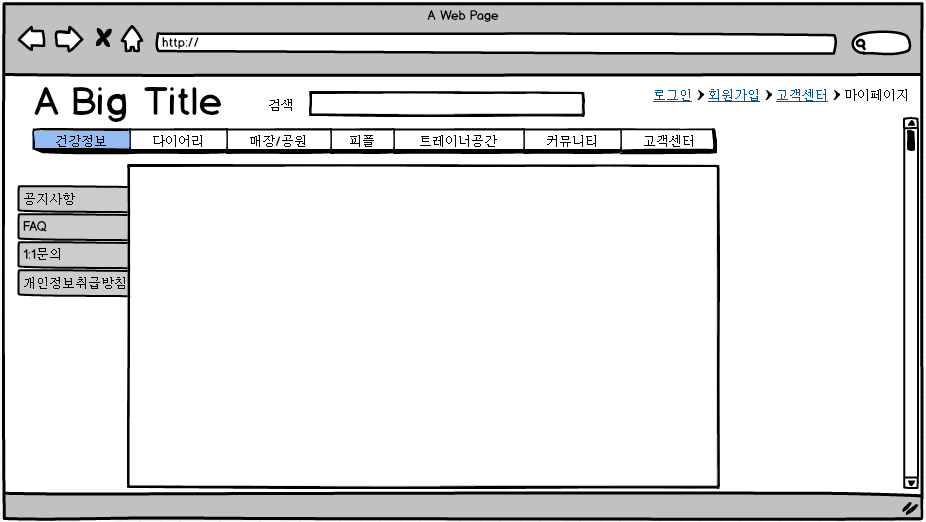 A Web Page
http://
로그인 > 회원가입 > 고객센터 > 마이페이지
A Big Title 검색
건강정보 다이어리 매장/공원 피플 트레이너공간 커뮤니티 고객센터
공지사항
FAQ
1:1문의
개인정보취급방침